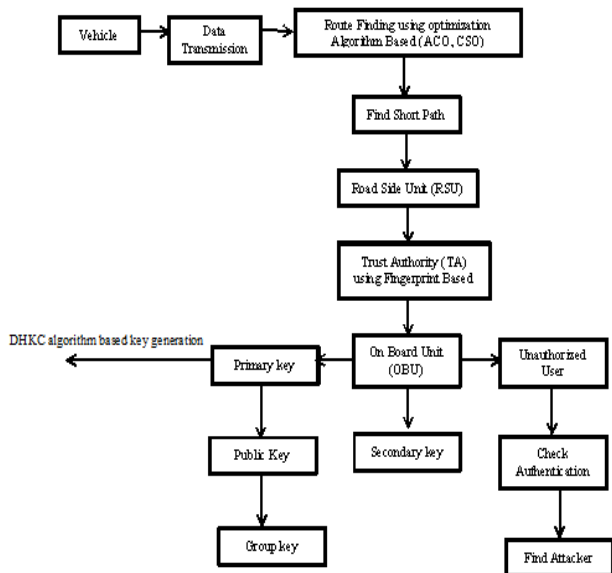 Vehicle
Data
Transmission
Route Finding using optimization
Algorithm Based (ACO, CSO)
Find Short Path
Road Side Unit (RSU)
Trust Authority (TA)
using Fingerprint Based
DHKC algorithm based key generation
Primary key
On Board Unit
(OBU)
Unauthorized
User
Public Key
Secondary key
Check
Authentication
Group key
Find Attacker